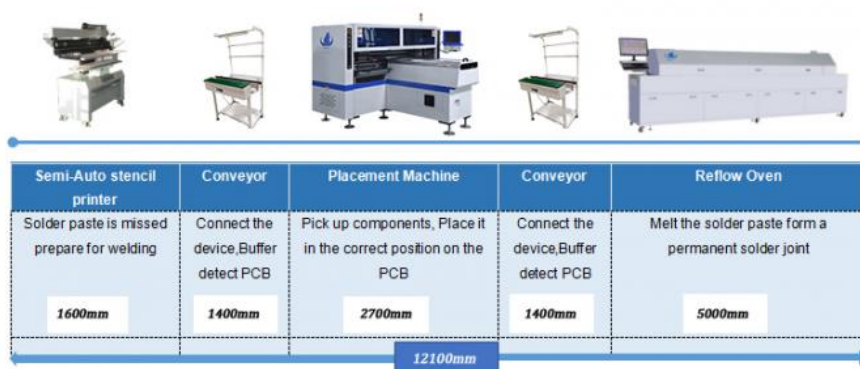 Semi-Auto stencil
printer
Conveyor
Placement Machine
Conveyor
Reflow Oven
Solder paste is missed
prepare for welding
Connect the
device,Buffer
detect PCB
Pick up components, Place it
in the correct position on the
PCB
Connect the
device,Buffer
detect PCB
Melt the solder paste form a
permanent solder joint
1600mm
1400mm
2700mm
1400mm
5000mm
12100mm